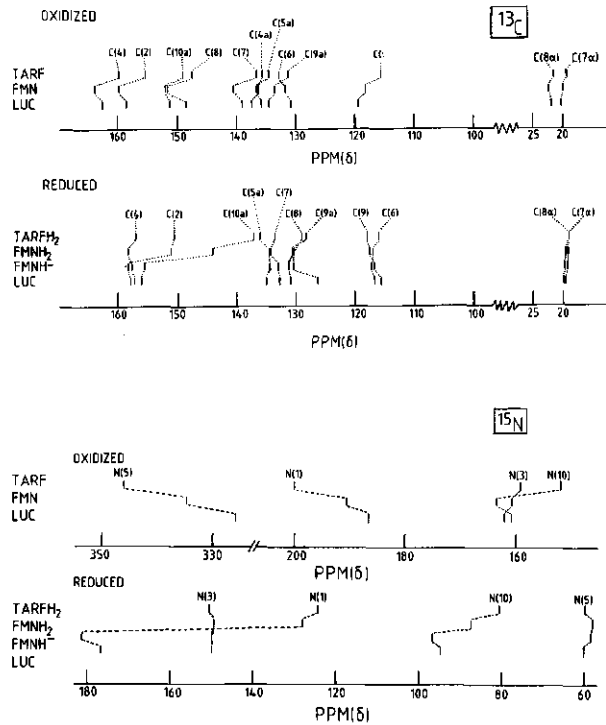 OXIDIZED
13C
C(4) C(2) C(10a) C(8) C(7) C(4a) C(5a) C(6) C(9a) C(8α) C(7α)
TARF
FMN
LUC
160 150 140 130 120 110 100 25 20
PPM(δ)
REDUCED
C(4) C(2) C(10a) C(5a) C(7) C(8) C(9a) C(9) C(6) C(8α) C(7α)
TARFH2
FMNH2
FMNH−
LUC
160 150 140 130 120 110 100 25 20
PPM(δ)
15N
OXIDIZED
N(5) N(1) N(3) N(10)
TARF
FMN
LUC
350 330 200 180 160
PPM(δ)
REDUCED
N(3) N(1) N(10) N(5)
TARFH2
FMNH2
FMNH−
LUC
180 160 140 120 100 80 60
PPM(δ)